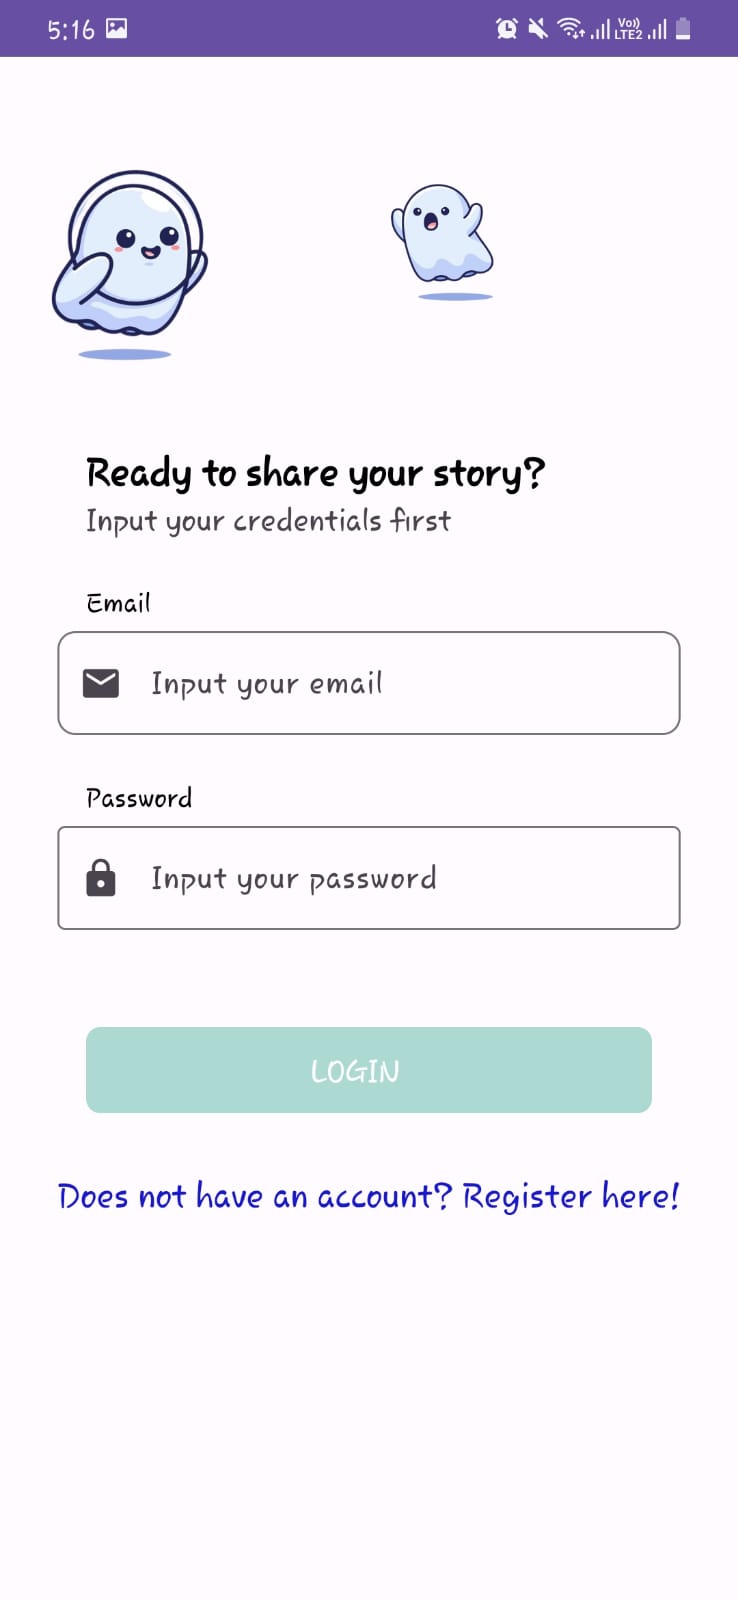 5:16
Vo))
LTE2
Ready to share your story?
Input your credentials first
Email
Input your email
Password
Input your password
LOGIN
Does not have an account? Register here!